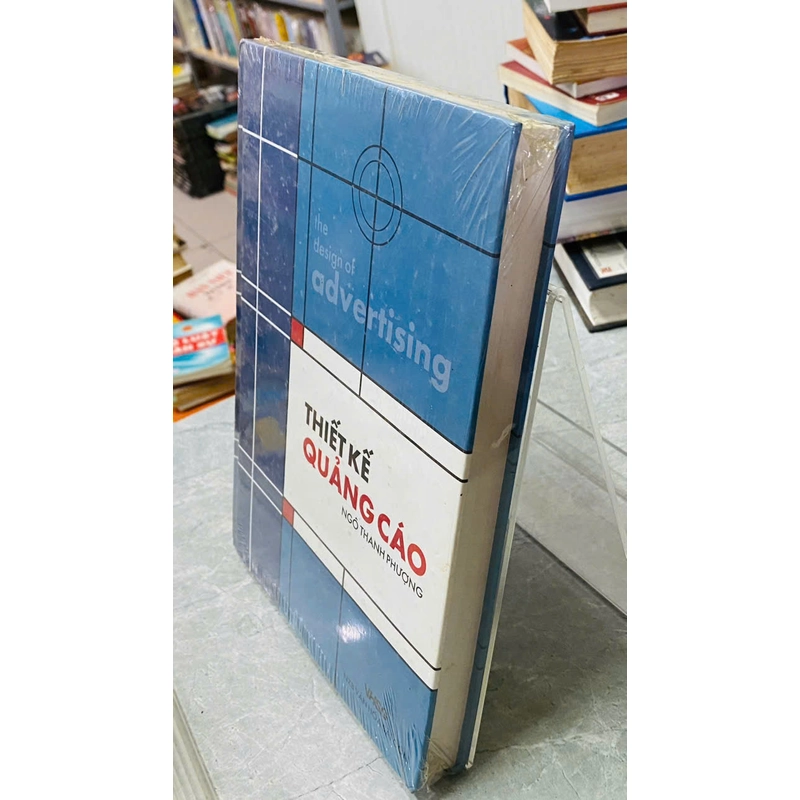 the
design of
advertising
THIẾT KẾ
QUẢNG CÁO
NGÔ THANH PHƯỢNG